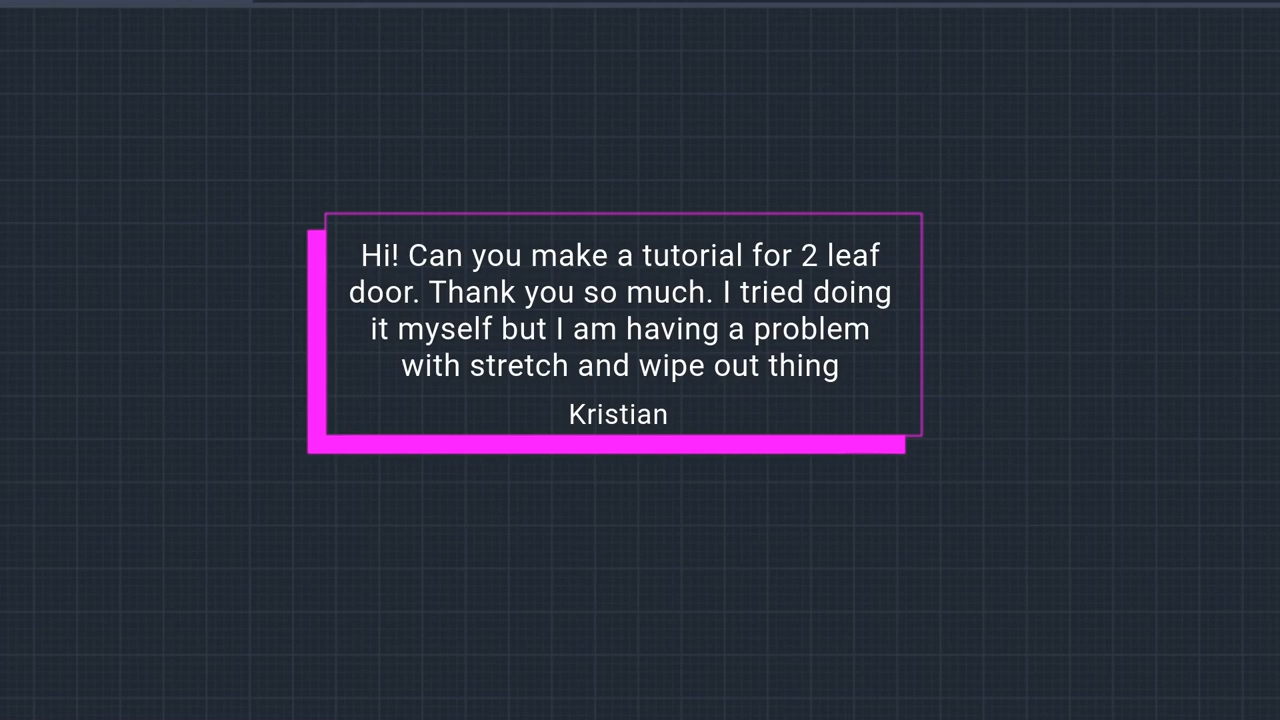 Hi! Can you make a tutorial for 2 leaf
door. Thank you so much. I tried doing
it myself but I am having a problem
with stretch and wipe out thing
Kristian